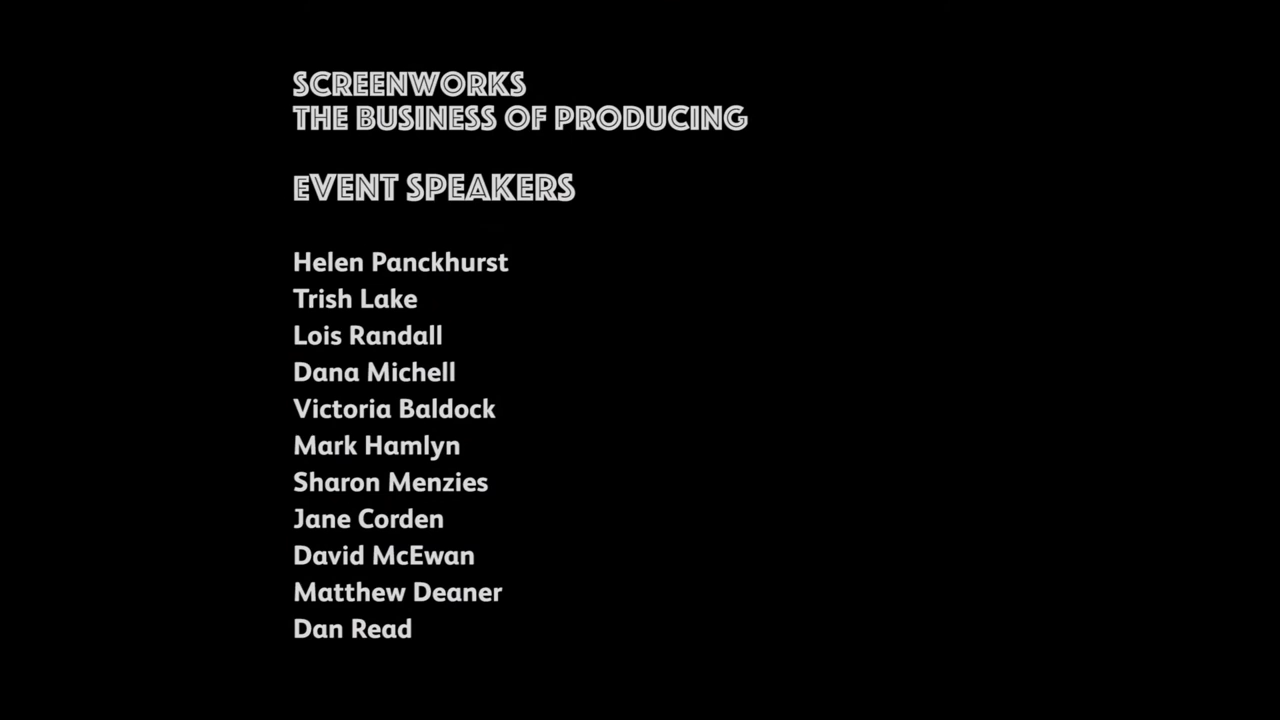 SCREENWORKS
THE BUSINESS OF PRODUCING
EVENT SPEAKERS
Helen Panckhurst
Trish Lake
Lois Randall
Dana Michell
Victoria Baldock
Mark Hamlyn
Sharon Menzies
Jane Corden
David McEwan
Matthew Deaner
Dan Read